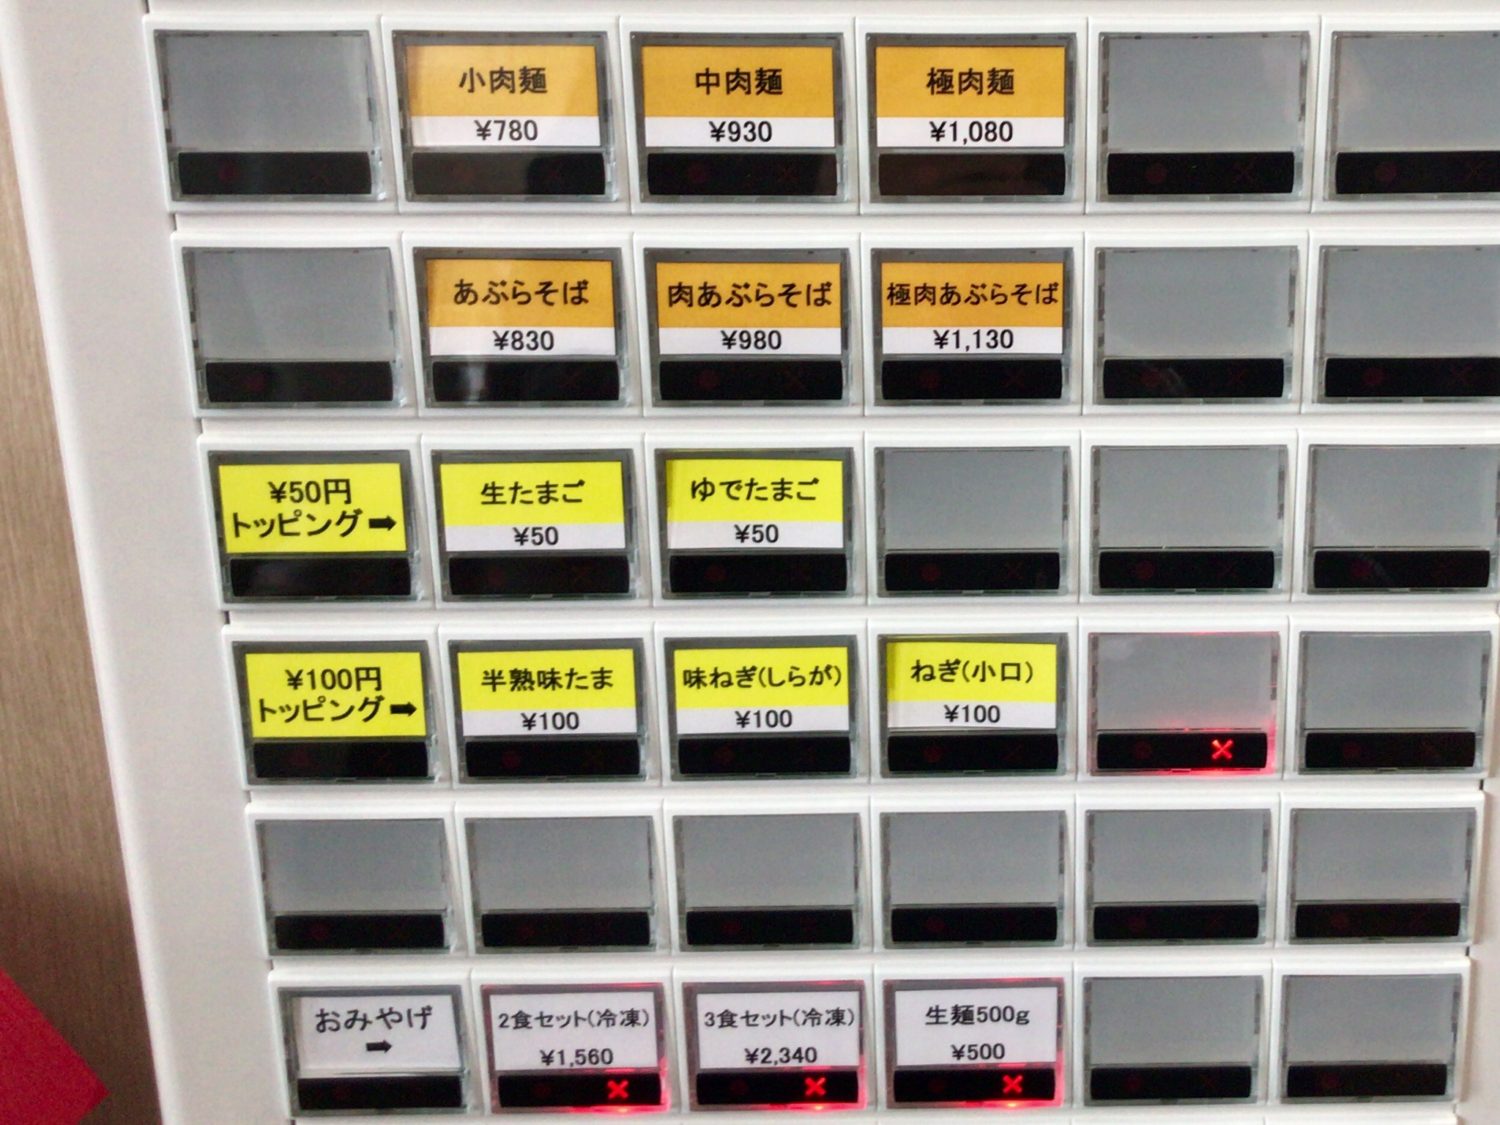 小肉麺
¥780
中肉麺
¥930
極肉麺
¥1,080
あぶらそば
¥830
肉あぶらそば
¥980
極肉あぶらそば
¥1,130
¥50円
トッピング➡
生たまご
¥50
ゆでたまご
¥50
¥100円
トッピング➡
半熟味たま
¥100
味ねぎ(しらが)
¥100
ねぎ(小口)
¥100
おみやげ
➡
2食セット(冷凍)
¥1,560
3食セット(冷凍)
¥2,340
生麺500g
¥500